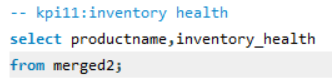 -- kpi11:inventory health
select productname,inventory_health
from merged2;